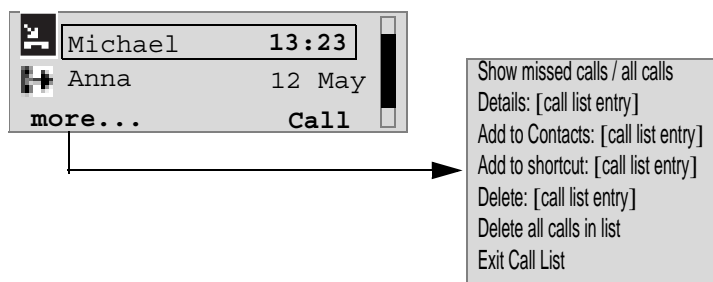 Michael 13:23
Anna 12 May
more... Call
Show missed calls / all calls
Details: [call list entry]
Add to Contacts: [call list entry]
Add to shortcut: [call list entry]
Delete: [call list entry]
Delete all calls in list
Exit Call List